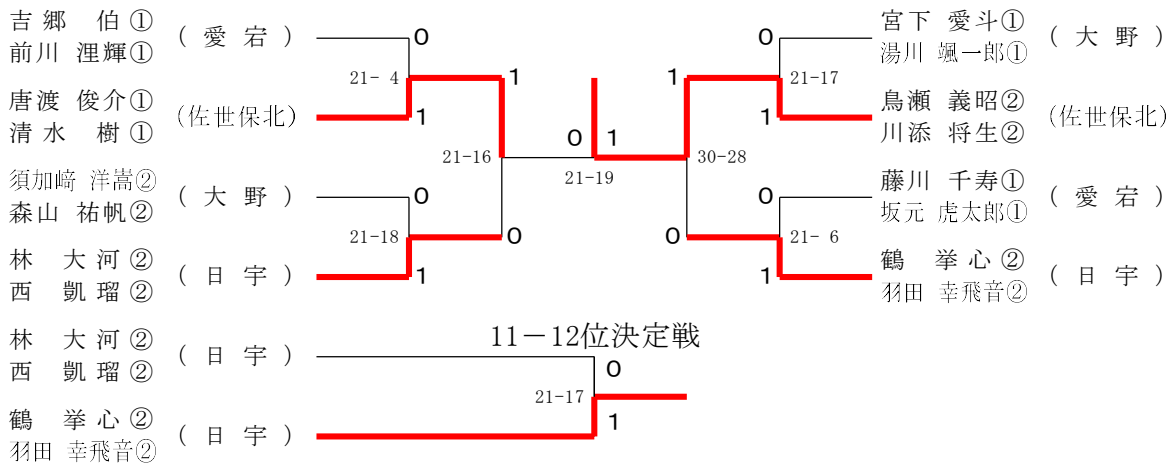 吉郷 伯①
前川 浬輝①
(愛宕)
0
21- 4
1
唐渡 俊介①
清水 樹①
(佐世保北)
1
21-16
須加﨑 洋嵩②
森山 祐帆②
(大野)
0
21-18
0
林 大河②
西 凱瑠②
(日宇)
1
0 1
21-19
宮下 愛斗①
湯川 颯一郎①
(大野)
0
21-17
1
鳥瀬 義昭②
川添 将生②
(佐世保北)
1
30-28
藤川 千寿①
坂元 虎太郎①
(愛宕)
0
21- 6
0
鶴 挙心②
羽田 幸飛音②
(日宇)
1
11－12位決定戦
林 大河②
西 凱瑠②
(日宇)
0
21-17
1
鶴 挙心②
羽田 幸飛音②
(日宇)